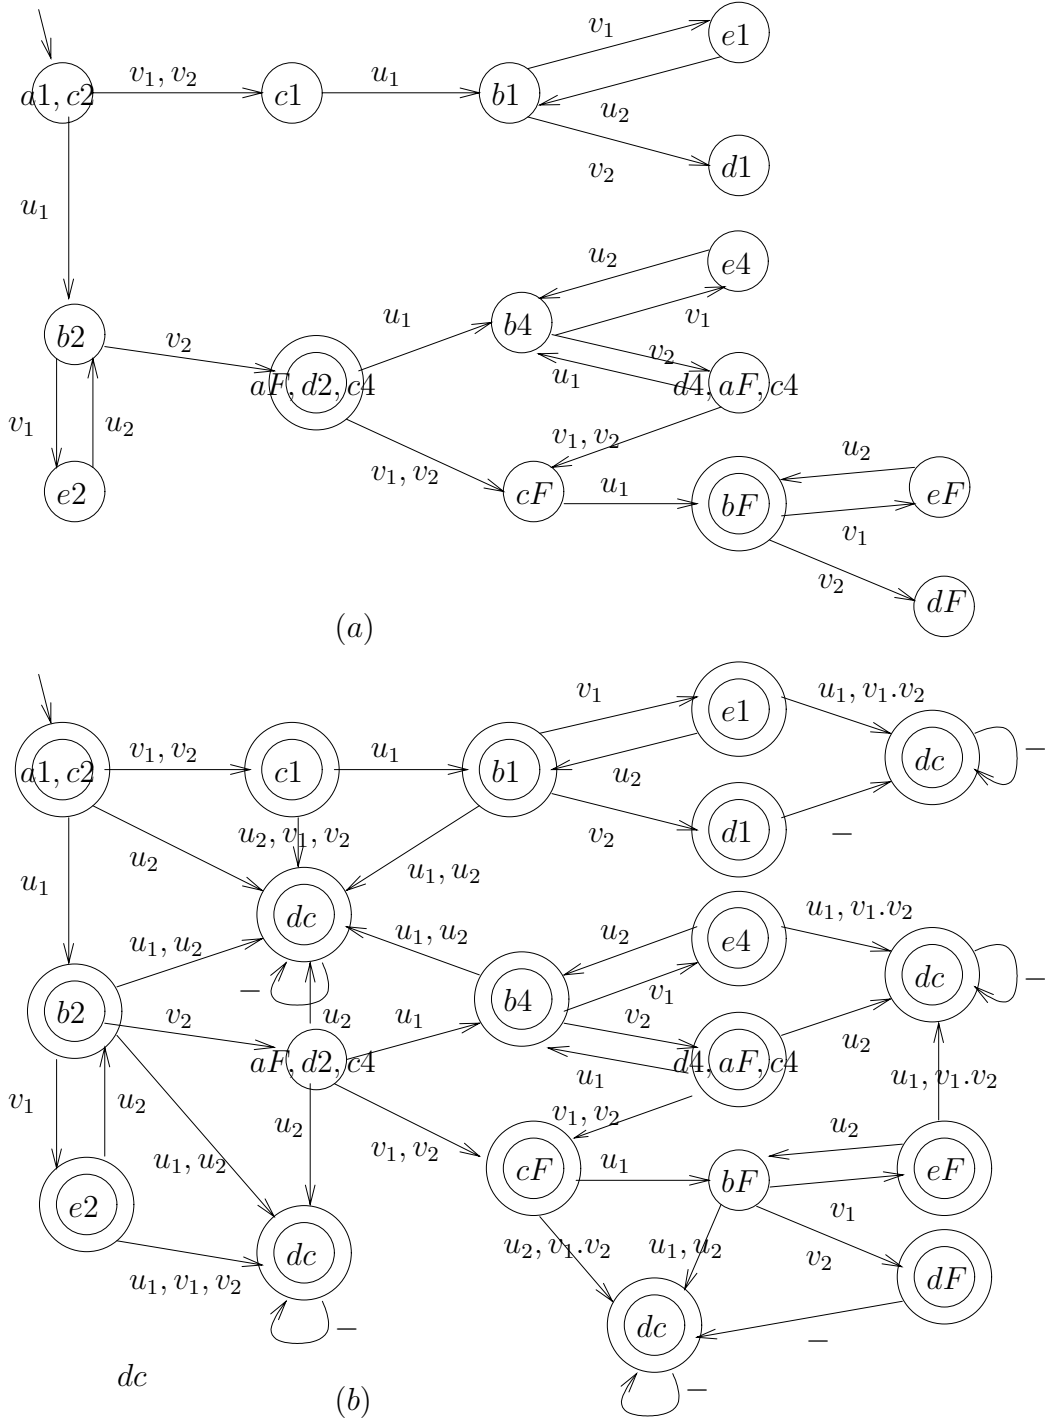 v₁
e1
v₁, v₂
u₁
a1, c2
c1
b1
u₂
v₂
d1
u₁
u₂
e4
u₁
b4
v₁
b2
v₂
v₂
u₁
aF, d2, c4
d4, aF, c4
v₁
u₂
v₁, v₂
v₁, v₂
u₂
e2
cF
u₁
bF
eF
v₁
v₂
dF
(a)
v₁
u₁, v₁.v₂
e1
v₁, v₂
u₁
a1, c2
c1
b1
dc
−
u₂
u₂, v₁, v₂
v₂
d1
−
u₂
u₁, u₂
u₁
dc
u₁, v₁.v₂
u₁, u₂
u₁, u₂
u₂
e4
dc
−
−
v₁
b2
v₂
u₂
u₁
b4
v₂
u₂
aF, d2, c4
d4, aF, c4
u₁
u₁, v₁.v₂
v₁
u₂
u₂
v₁, v₂
v₁, v₂
u₂
u₁, u₂
cF
u₁
bF
eF
e2
v₁
dc
u₂, v₁.v₂
u₁, u₂
v₂
u₁, v₁, v₂
dF
−
dc
−
dc
−
(b)